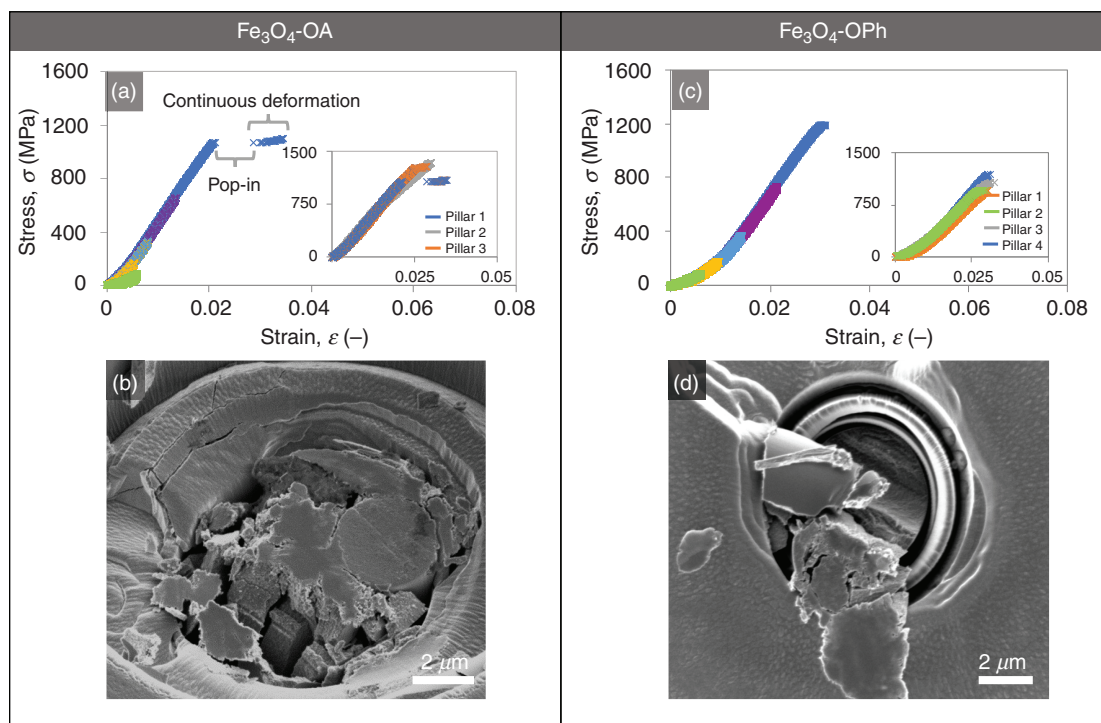 Fe₃O₄-OA
Fe₃O₄-OPh
(a)
Stress, σ (MPa)
1600
1200
800
400
0
0
0.02
0.04
0.06
0.08
Strain, ε (–)
Continuous deformation
Pop-in
1500
750
0
0.025
0.05
Pillar 1
Pillar 2
Pillar 3
(b)
2 μm
(c)
Stress, σ (MPa)
1600
1200
800
400
0
0
0.02
0.04
0.06
0.08
Strain, ε (–)
1500
750
0
0
0.025
0.05
Pillar 1
Pillar 2
Pillar 3
Pillar 4
(d)
2 μm